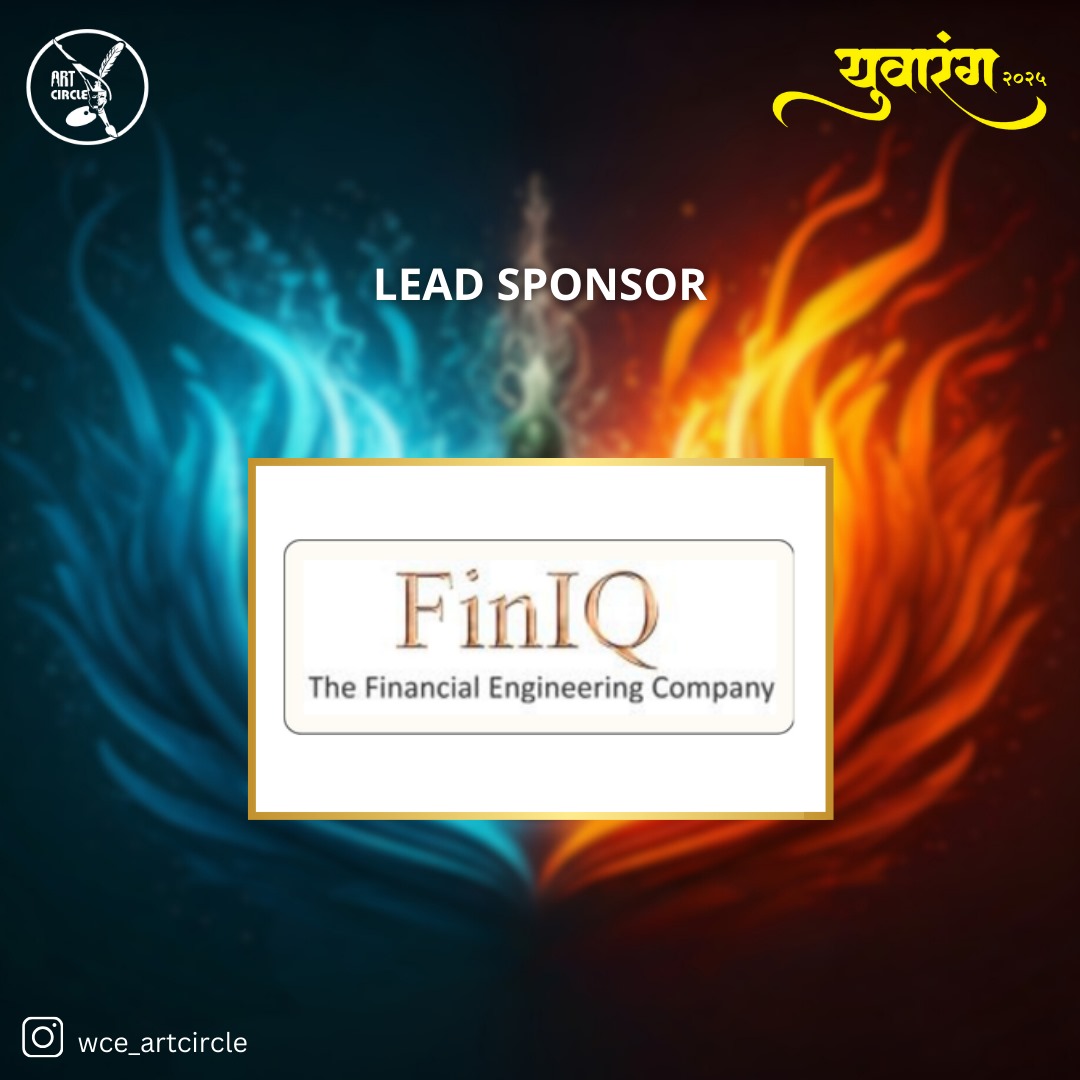 ART
CIRCLE
युवारंग २०२५
LEAD SPONSOR
FinIQ
The Financial Engineering Company
wce_artcircle